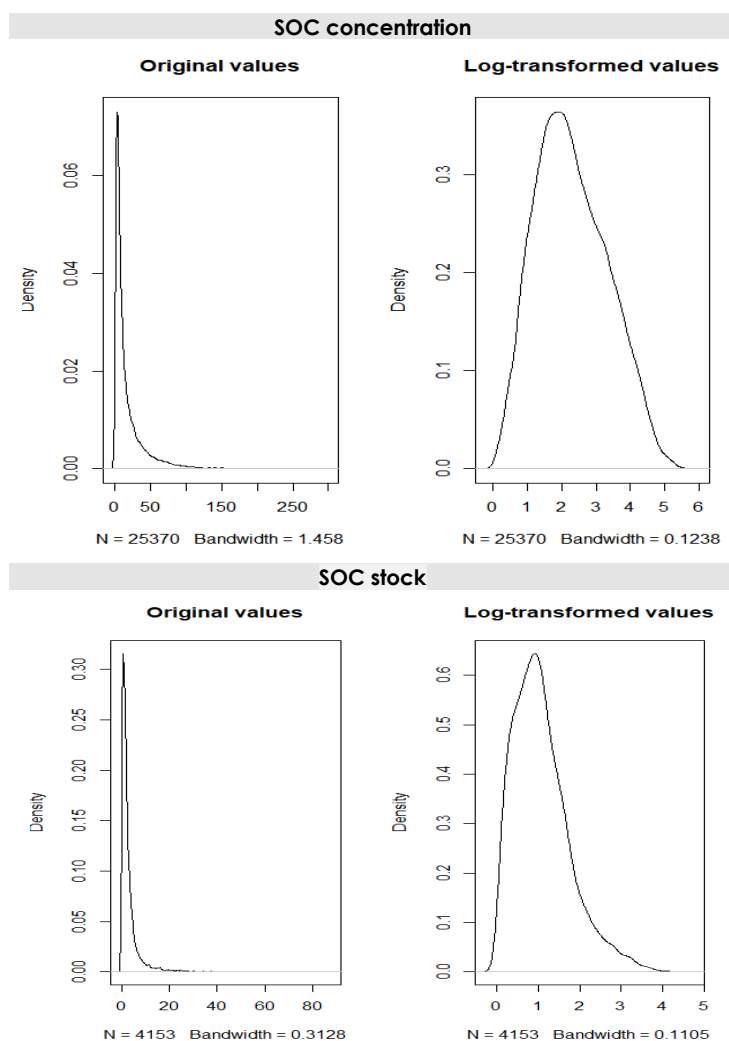 SOC concentration
Original values
Log-transformed values
Density
0.00 0.02 0.04 0.06
0 50 150 250
N = 25370 Bandwidth = 1.458
Density
0.0 0.1 0.2 0.3
0 1 2 3 4 5 6
N = 25370 Bandwidth = 0.1238
SOC stock
Original values
Log-transformed values
Density
0.00 0.05 0.10 0.15 0.20 0.25 0.30
0 20 40 60 80
N = 4153 Bandwidth = 0.3128
Density
0.0 0.1 0.2 0.3 0.4 0.5 0.6
0 1 2 3 4 5
N = 4153 Bandwidth = 0.1105